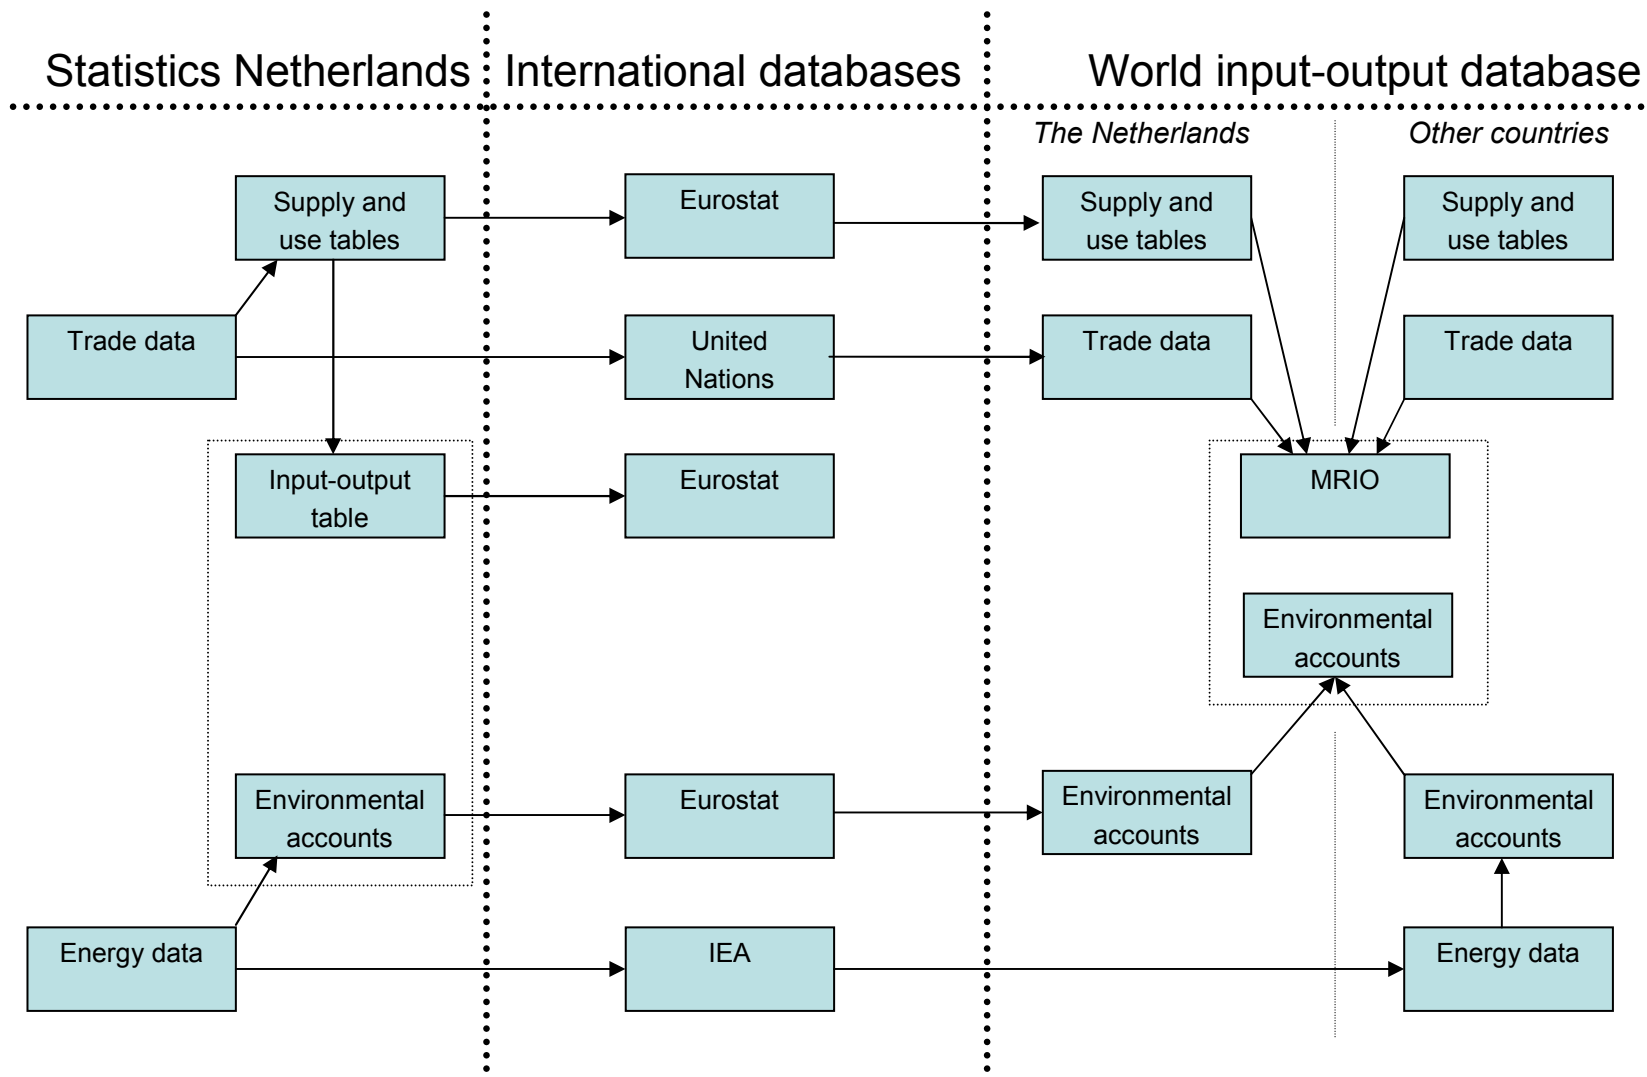 Statistics Netherlands
International databases
World input-output database
The Netherlands
Other countries
Supply and
use tables
Eurostat
Supply and
use tables
Supply and
use tables
Trade data
United
Nations
Trade data
Trade data
Input-output
table
Eurostat
MRIO
Environmental
accounts
Environmental
accounts
Eurostat
Environmental
accounts
Environmental
accounts
Energy data
IEA
Energy data